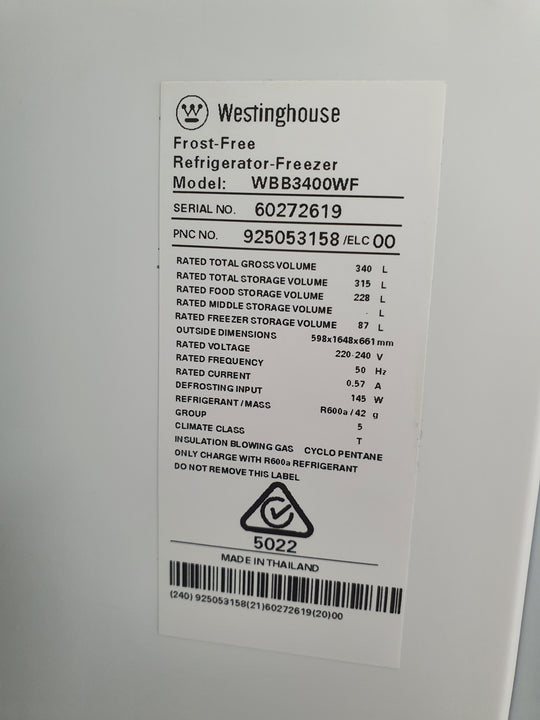 W
Westinghouse
Frost-Free
Refrigerator-Freezer
Model: WBB3400WF
SERIAL NO. 60272619
PNC NO. 925053158 /ELC 00
RATED TOTAL GROSS VOLUME 340 L
RATED TOTAL STORAGE VOLUME 315 L
RATED FOOD STORAGE VOLUME 228 L
RATED MIDDLE STORAGE VOLUME . L
RATED FREEZER STORAGE VOLUME 87 L
OUTSIDE DIMENSIONS 598x1648x661 mm
RATED VOLTAGE 220-240 V
RATED FREQUENCY 50 Hz
RATED CURRENT 0.57 A
DEFROSTING INPUT 145 W
REFRIGERANT/MASS R600a / 42 g
GROUP 5
CLIMATE CLASS T
INSULATION BLOWING GAS CYCLO PENTANE
ONLY CHARGE WITH R600a REFRIGERANT
DO NOT REMOVE THIS LABEL
5022
MADE IN THAILAND
(240) 925053158(21)60272619(20)00